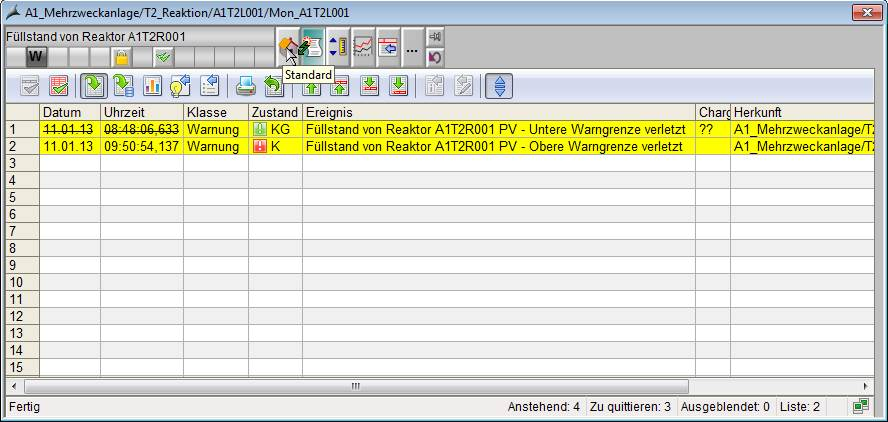 A1_Mehrzweckanlage/T2_Reaktion/A1T2L001/Mon_A1T2L001
Füllstand von Reaktor A1T2R001
W
...
Standard
Datum Uhrzeit Klasse Zustand Ereignis Charg Herkunft
1 11.01.13 08:48:06,633 Warnung KG Füllstand von Reaktor A1T2R001 PV - Untere Warngrenze verletzt ?? A1_Mehrzweckanlage/T2
2 11.01.13 09:50:54,137 Warnung K Füllstand von Reaktor A1T2R001 PV - Obere Warngrenze verletzt A1_Mehrzweckanlage/T2
3
4
5
6
7
8
9
10
11
12
13
14
15
Fertig Anstehend: 4 Zu quittieren: 3 Ausgeblendet: 0 Liste: 2